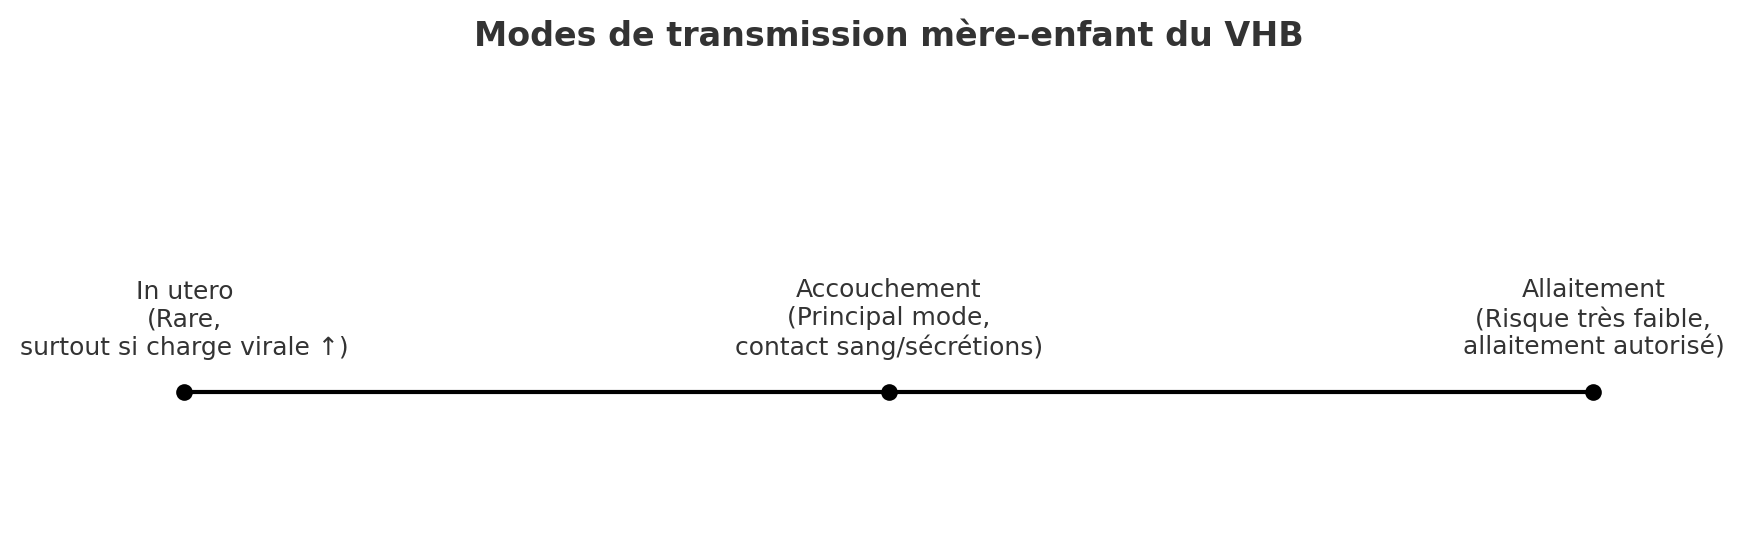 Modes de transmission mère-enfant du VHB
In utero
(Rare,
surtout si charge virale ↑)
Accouchement
(Principal mode,
contact sang/sécrétions)
Allaitement
(Risque très faible,
allaitement autorisé)